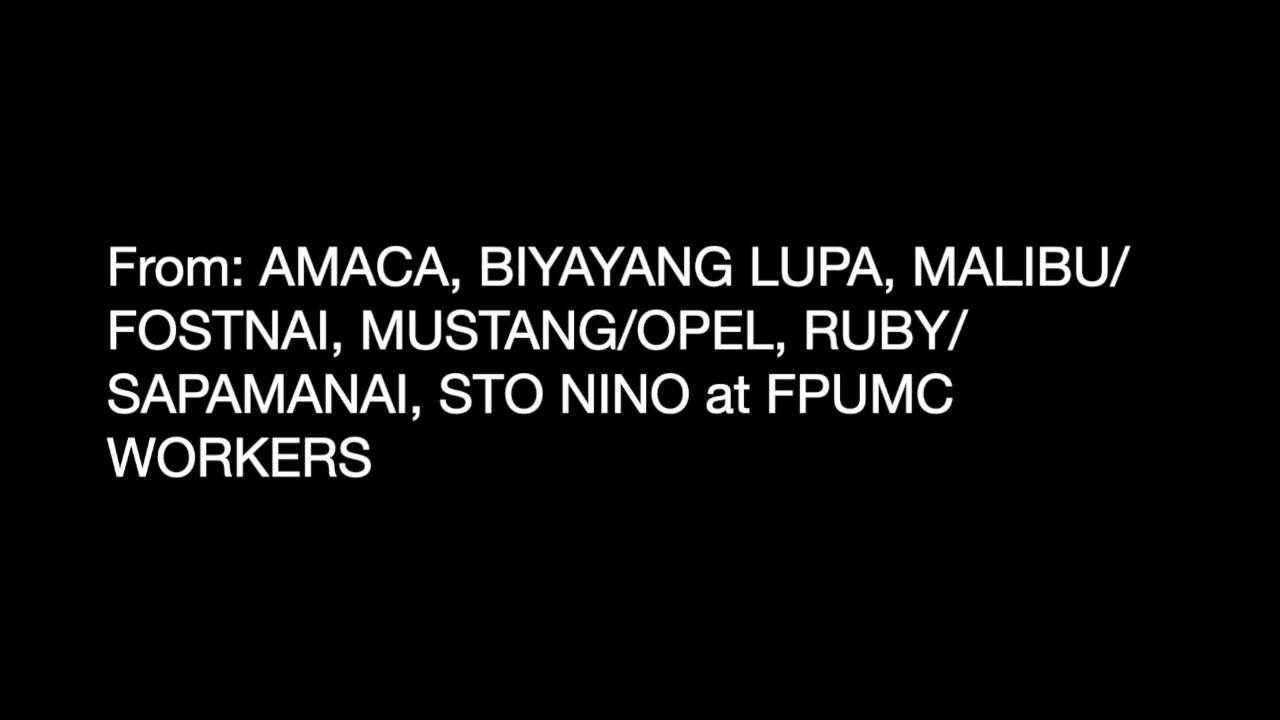 From: AMACA, BIYAYANG LUPA, MALIBU/
FOSTNAI, MUSTANG/OPEL, RUBY/
SAPAMANAI, STO NINO at FPUMC
WORKERS